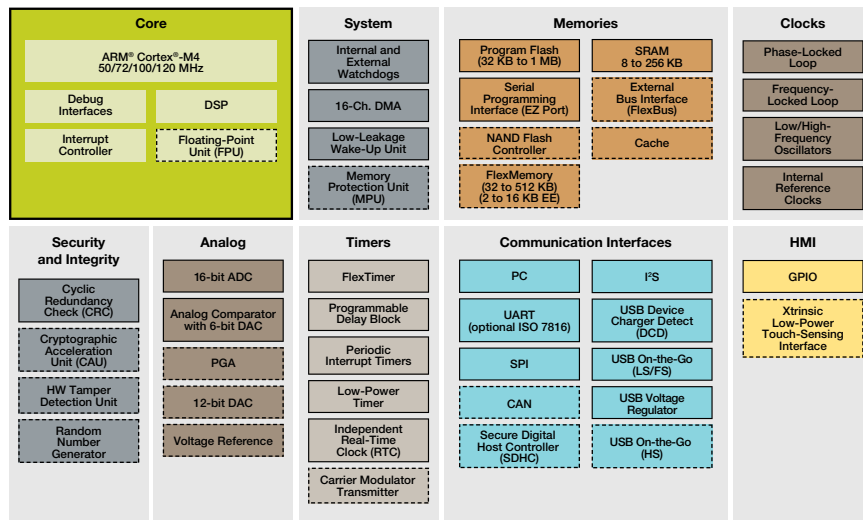 Core
ARM® Cortex®-M4
50/72/100/120 MHz
Debug
Interfaces
DSP
Interrupt
Controller
Floating-Point
Unit (FPU)
System
Internal and
External
Watchdogs
16-Ch. DMA
Low-Leakage
Wake-Up Unit
Memory
Protection Unit
(MPU)
Memories
Program Flash
(32 KB to 1 MB)
SRAM
8 to 256 KB
Serial
Programming
Interface (EZ Port)
External
Bus Interface
(FlexBus)
NAND Flash
Controller
Cache
FlexMemory
(32 to 512 KB)
(2 to 16 KB EE)
Clocks
Phase-Locked
Loop
Frequency-
Locked Loop
Low/High-
Frequency
Oscillators
Internal
Reference
Clocks
Security
and Integrity
Cyclic
Redundancy
Check (CRC)
Cryptographic
Acceleration
Unit (CAU)
HW Tamper
Detection Unit
Random
Number
Generator
Analog
16-bit ADC
Analog Comparator
with 6-bit DAC
PGA
12-bit DAC
Voltage Reference
Timers
FlexTimer
Programmable
Delay Block
Periodic
Interrupt Timers
Low-Power
Timer
Independent
Real-Time
Clock (RTC)
Carrier Modulator
Transmitter
Communication Interfaces
PC
I²S
UART
(optional ISO 7816)
USB Device
Charger Detect
(DCD)
SPI
USB On-the-Go
(LS/FS)
CAN
USB Voltage
Regulator
Secure Digital
Host Controller
(SDHC)
USB On-the-Go
(HS)
HMI
GPIO
Xtrinsic
Low-Power
Touch-Sensing
Interface